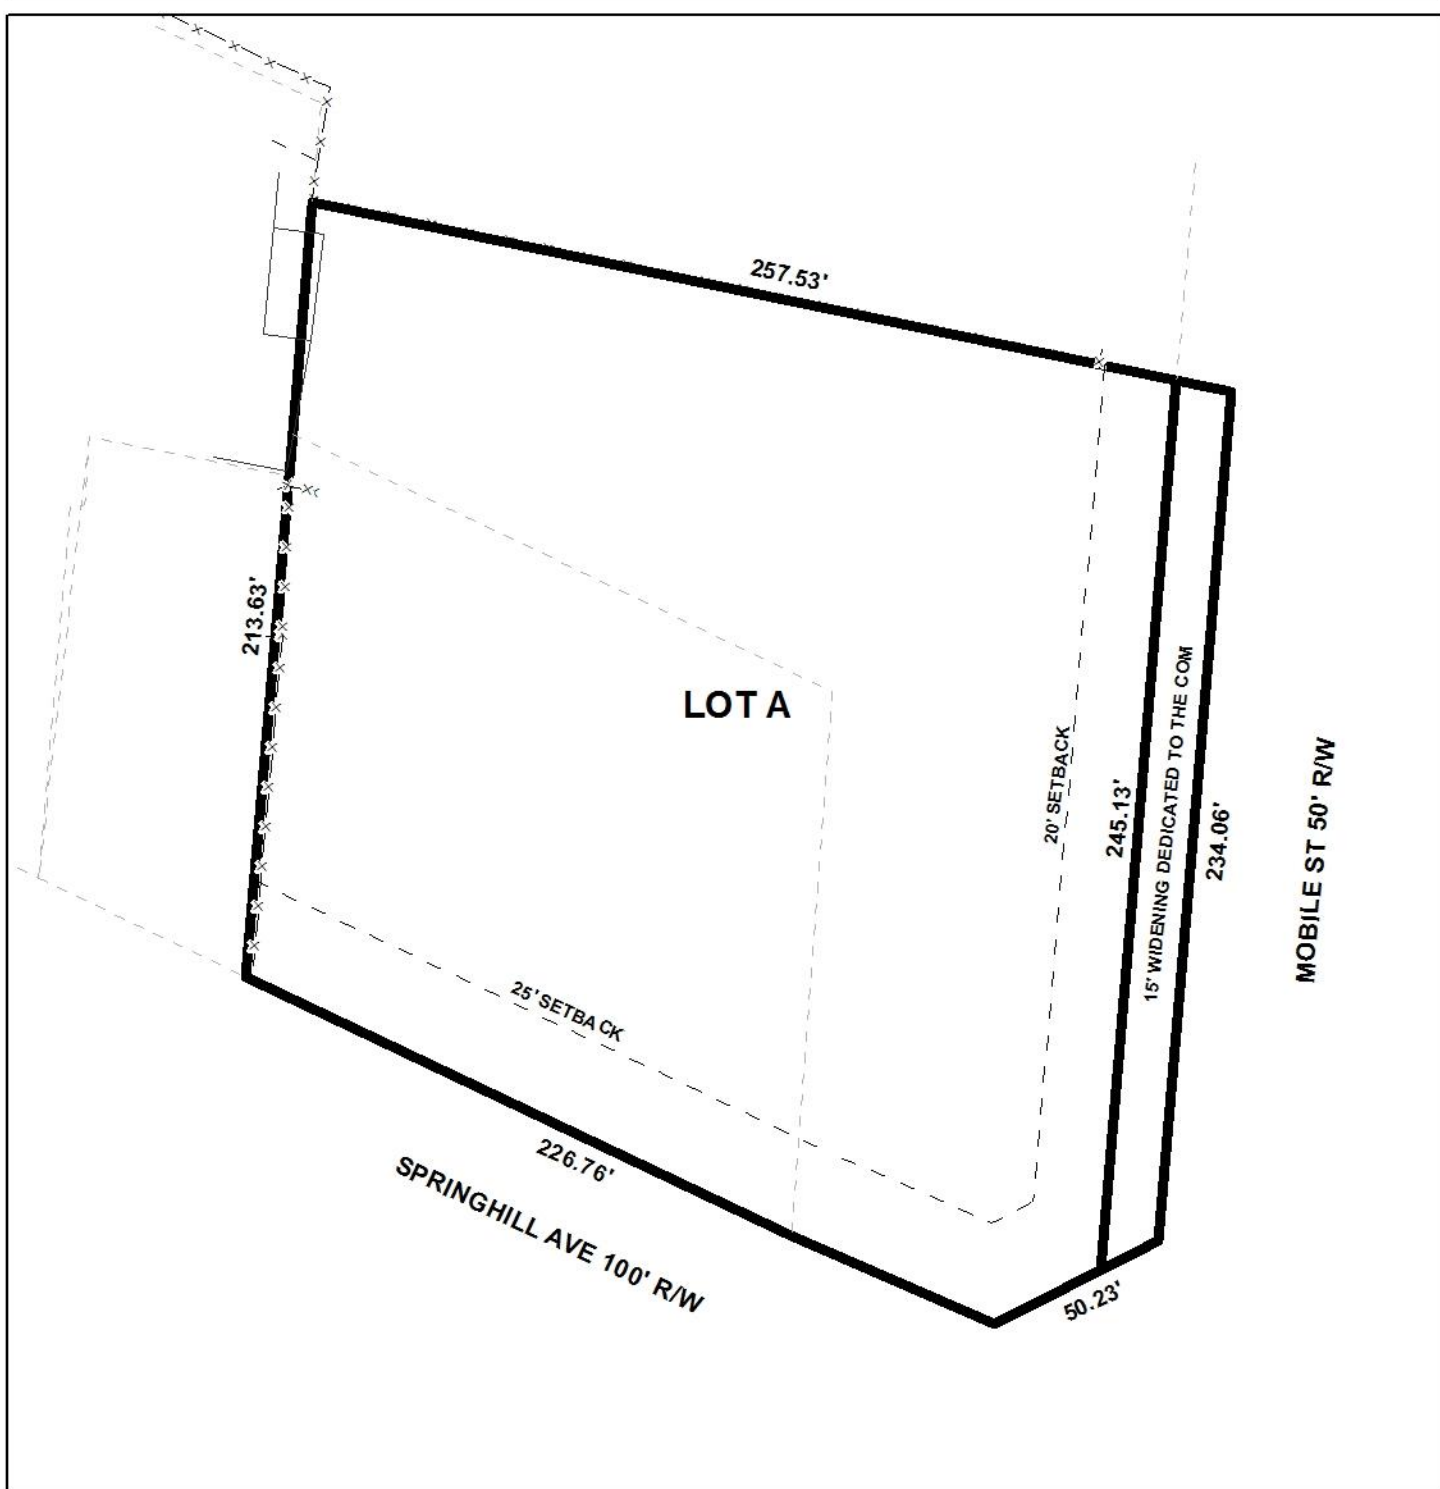 257.53'
213.63'
LOT A
20' SETBACK
245.13'
15' WIDENING DEDICATED TO THE COM
234.06'
MOBILE ST 50' R/W
25' SETBACK
226.76'
SPRINGHILL AVE 100' R/W
50.23'